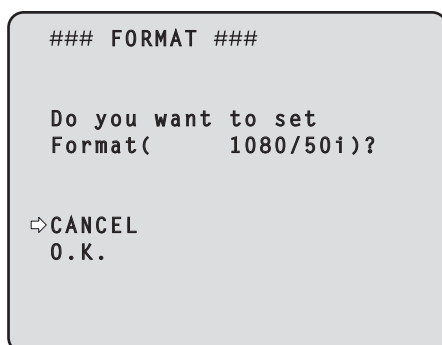 ### FORMAT ###
Do you want to set
Format(     1080/50i)?
⇨CANCEL
O.K.